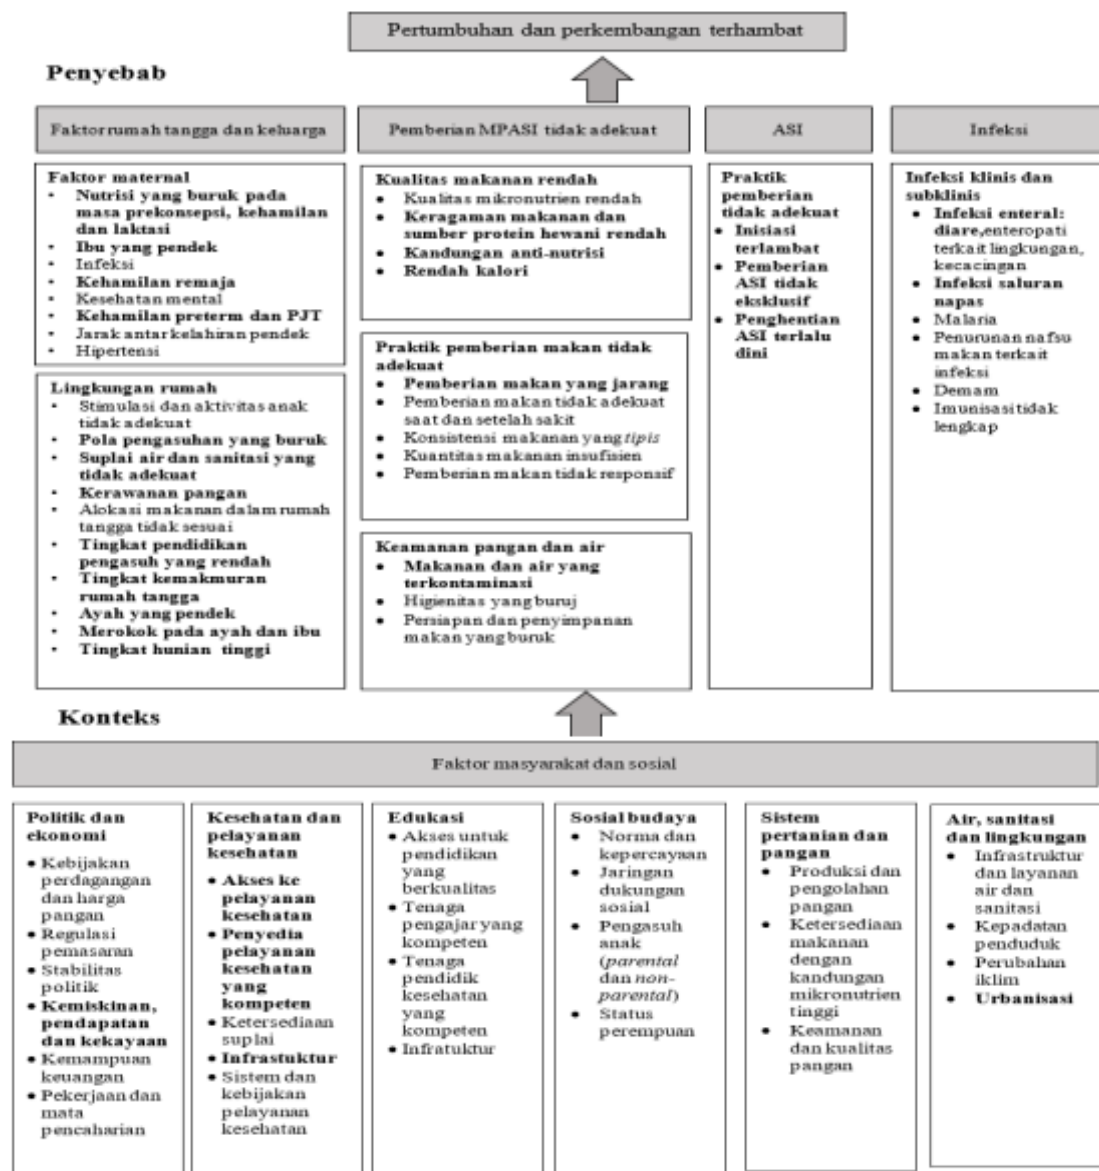 Pertumbuhan dan perkembangan terhambat
Penyebab
Faktor rumah tangga dan keluarga
Faktor maternal
• Nutrisi yang buruk pada
masa prekonsepsi, kehamilan
dan laktasi
• Ibu yang pendek
• Infeksi
• Kehamilan remaja
• Kesehatan mental
• Kehamilan preterm dan PJT
• Jarak antar kelahiran pendek
• Hipertensi
Lingkungan rumah
• Stimulasi dan aktivitas anak
tidak adekuat
• Pola pengasuhan yang buruk
• Suplai air dan sanitasi yang
tidak adekuat
• Kerawanan pangan
• Alokasi makanan dalam rumah
tangga tidak sesuai
• Tingkat pendidikan
pengasuh yang rendah
• Tingkat kemakmuran
rumah tangga
• Ayah yang pendek
• Merokok pada ayah dan ibu
• Tingkat hunian tinggi
Pemberian MPASI tidak adekuat
Kualitas makanan rendah
• Kualitas mikronutrien rendah
• Keragaman makanan dan
sumber protein hewani rendah
• Kandungan anti-nutrisi
• Rendah kalori
Praktik pemberian makan tidak
adekuat
• Pemberian makan yang jarang
• Pemberian makan tidak adekuat
saat dan setelah sakit
• Konsistensi makanan yang tipis
• Kuantitas makanan insufisien
• Pemberian makan tidak responsif
Keamanan pangan dan air
• Makanan dan air yang
terkontaminasi
• Higienitas yang buruj
• Persiapan dan penyimpanan
makan yang buruk
ASI
Praktik
pemberian
tidak adekuat
• Inisiasi
terlambat
• Pemberian
ASI tidak
eksklusif
• Penghentian
ASI terlalu
dini
Infeksi
Infeksi klinis dan
subklinis
• Infeksi enteral:
diare,enteropati
terkait lingkungan,
kecacingan
• Infeksi saluran
napas
• Malaria
• Penurunan nafsu
makan terkait
infeksi
• Demam
• Imunisasi tidak
lengkap
Konteks
Faktor masyarakat dan sosial
Politik dan
ekonomi
• Kebijakan
perdagangan
dan harga
pangan
• Regulasi
pemasaran
• Stabilitas
politik
• Kemiskinan,
pendapatan
dan kekayaan
• Kemampuan
keuangan
• Pekerjaan dan
mata
pencaharian
Kesehatan dan
pelayanan
kesehatan
• Akses ke
pelayanan
kesehatan
• Penyedia
pelayanan
kesehatan
yang
kompeten
• Ketersediaan
suplai
• Infrastuktur
• Sistem dan
kebijakan
pelayanan
kesehatan
Edukasi
• Akses untuk
pendidikan
yang
berkualitas
• Tenaga
pengajar yang
kompeten
• Tenaga
pendidik
kesehatan
yang
kompeten
• Infratuktur
Sosial budaya
• Norma dan
kepercayaan
• Jaringan
dukungan
sosial
• Pengasuh
anak
(parental
dan non-
parental)
• Status
perempuan
Sistem
pertanian dan
pangan
• Produksi dan
pengolahan
pangan
• Ketersediaan
makanan
dengan
kandungan
mikronutrien
tinggi
• Keamanan
dan kualitas
pangan
Air, sanitasi
dan lingkungan
• Infrastruktur
dan layanan
air dan
sanitasi
• Kepadatan
penduduk
• Perubahan
iklim
• Urbanisasi